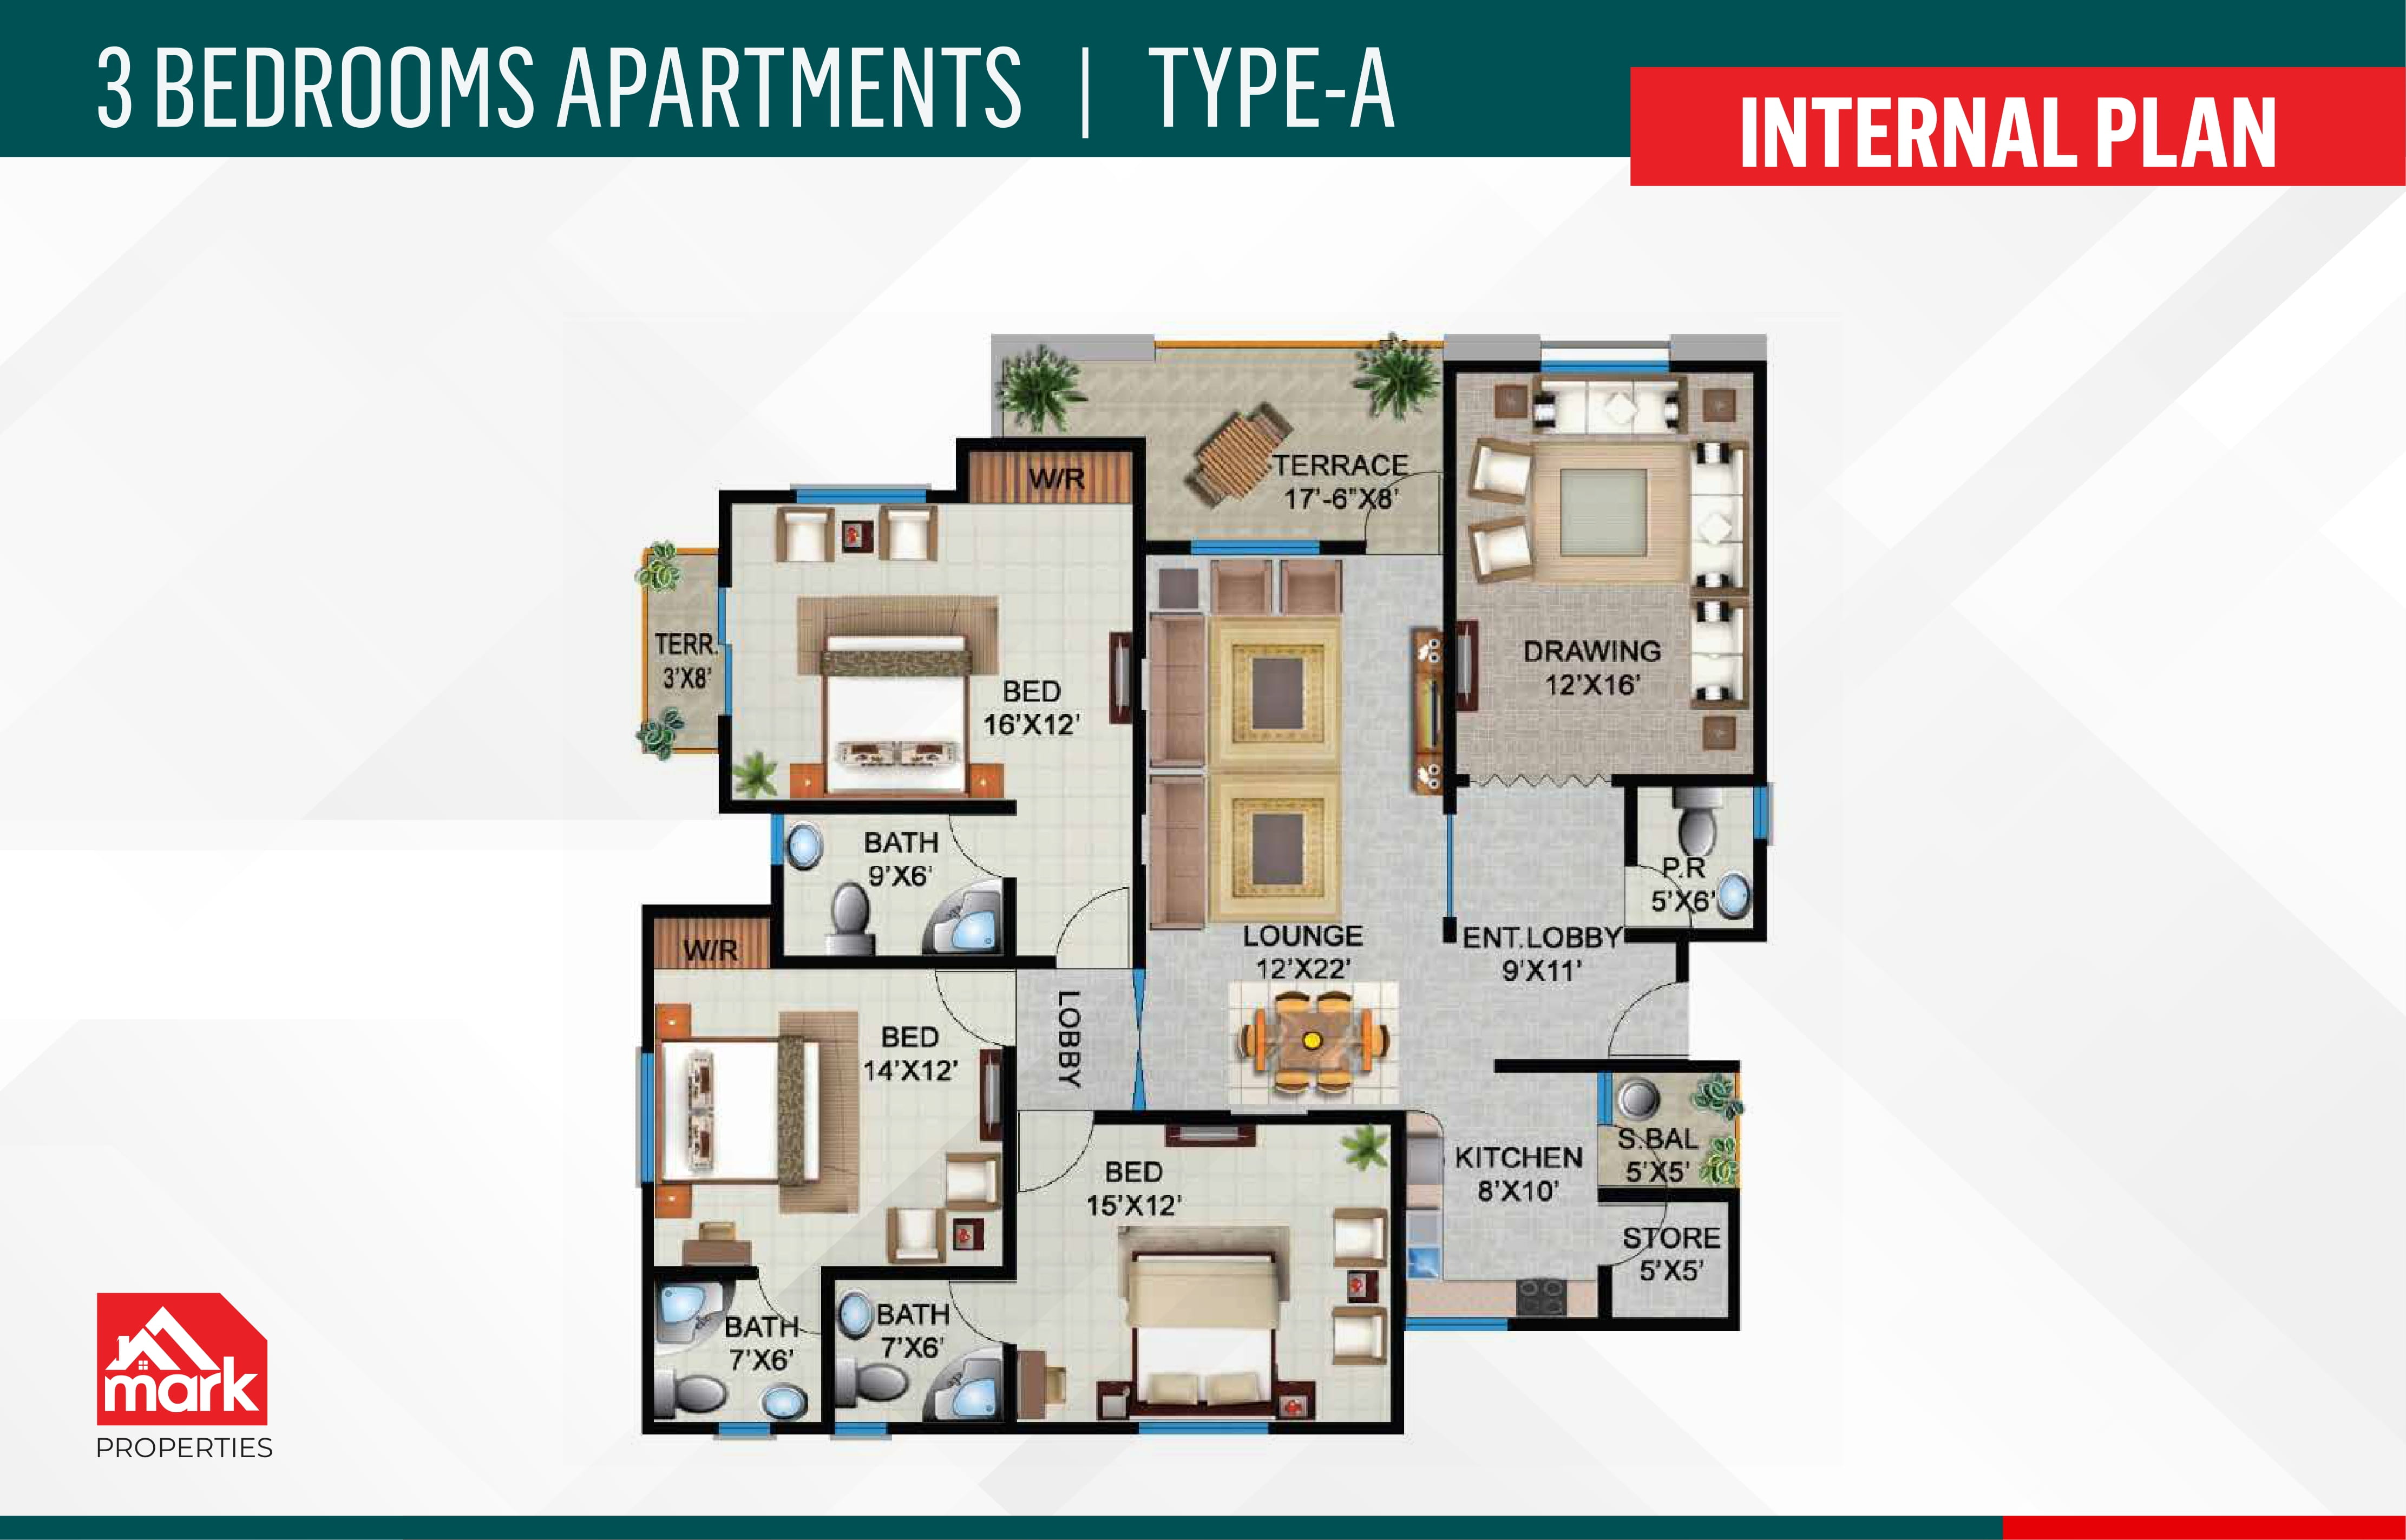 3 BEDROOMS APARTMENTS | TYPE-A
INTERNAL PLAN
W/R
TERRACE
17'-6"X8'
TERR.
3'X8'
BED
16'X12'
DRAWING
12'X16'
BATH
9'X6'
P.R
5'X6'
W/R
LOUNGE
12'X22'
ENT.LOBBY
9'X11'
LOBBY
BED
14'X12'
BED
15'X12'
KITCHEN
8'X10'
S.BAL
5'X5'
STORE
5'X5'
BATH
7'X6'
BATH
7'X6'
mark
PROPERTIES